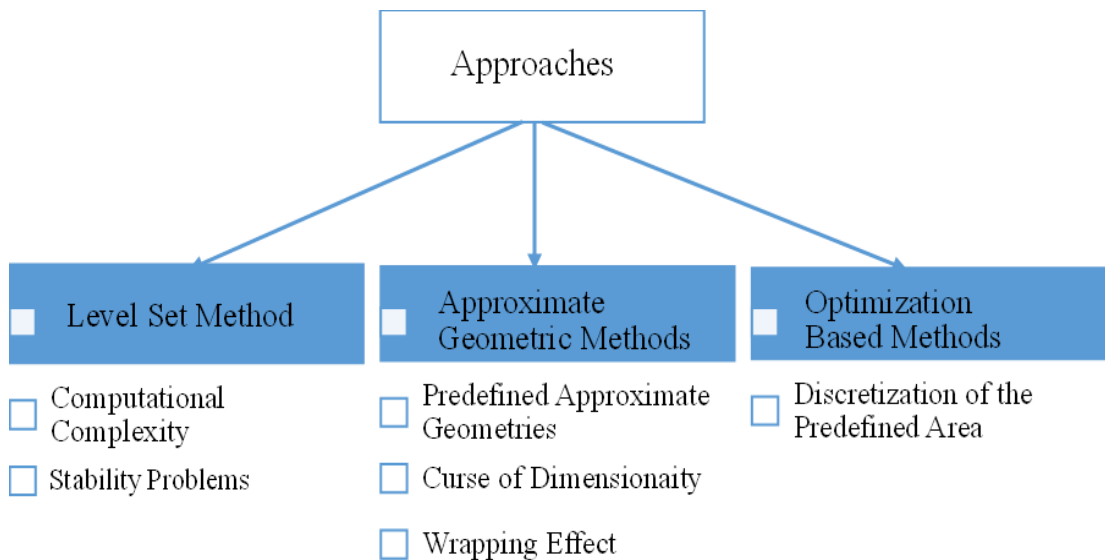 Approaches
Level Set Method
Computational
Complexity
Stability Problems
Approximate
Geometric Methods
Predefined Approximate
Geometries
Curse of Dimensionaity
Wrapping Effect
Optimization
Based Methods
Discretization of the
Predefined Area